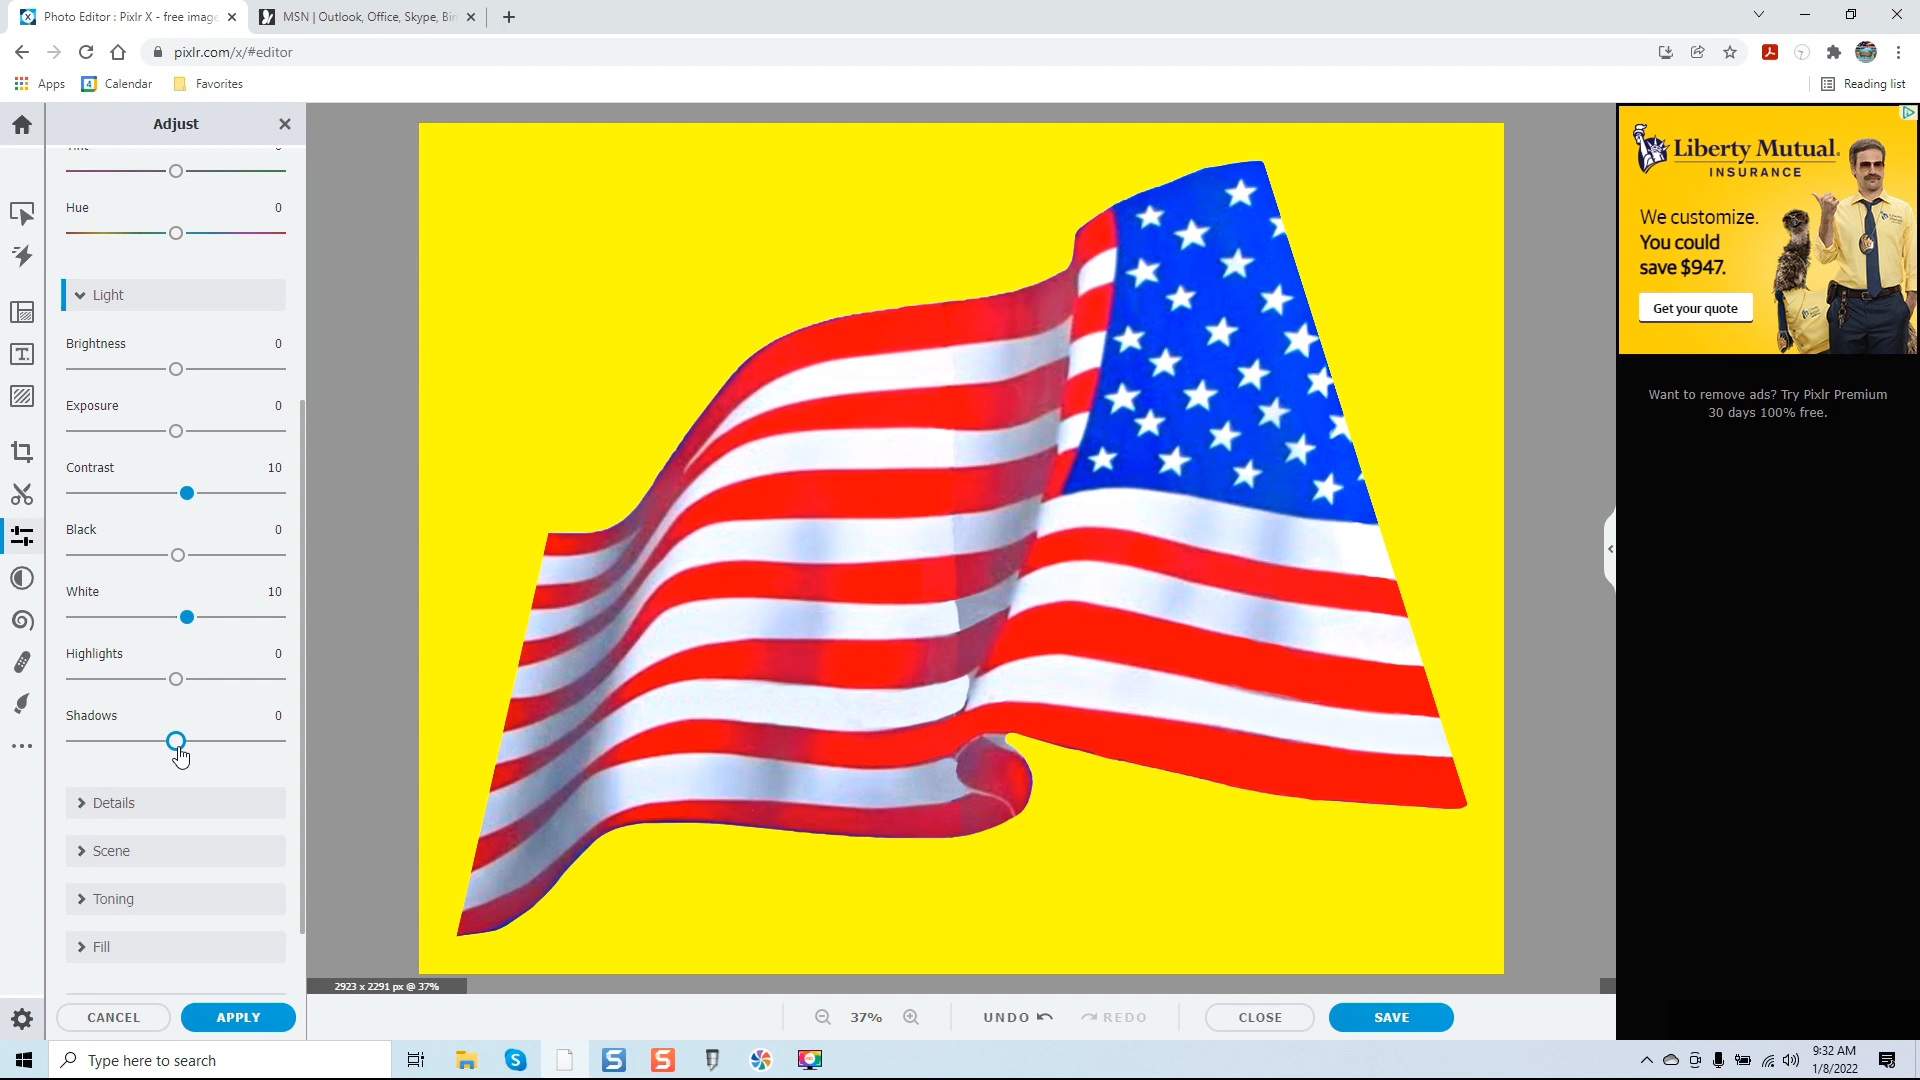 Photo Editor : Pixlr X - free image
MSN | Outlook, Office, Skype, Bin
pixlr.com/x/#editor
Apps
Calendar
Favorites
Reading list
Adjust
Hue 0
Light
Brightness 0
Exposure 0
Contrast 10
Black 0
White 10
Highlights 0
Shadows 0
Details
Scene
Toning
Fill
CANCEL
APPLY
2923 x 2291 px @ 37%
37%
UNDO
REDO
CLOSE
SAVE
Liberty Mutual.
INSURANCE
We customize.
You could
save $947.
Get your quote
Want to remove ads? Try Pixlr Premium
30 days 100% free.
Type here to search
9:32 AM
1/8/2022